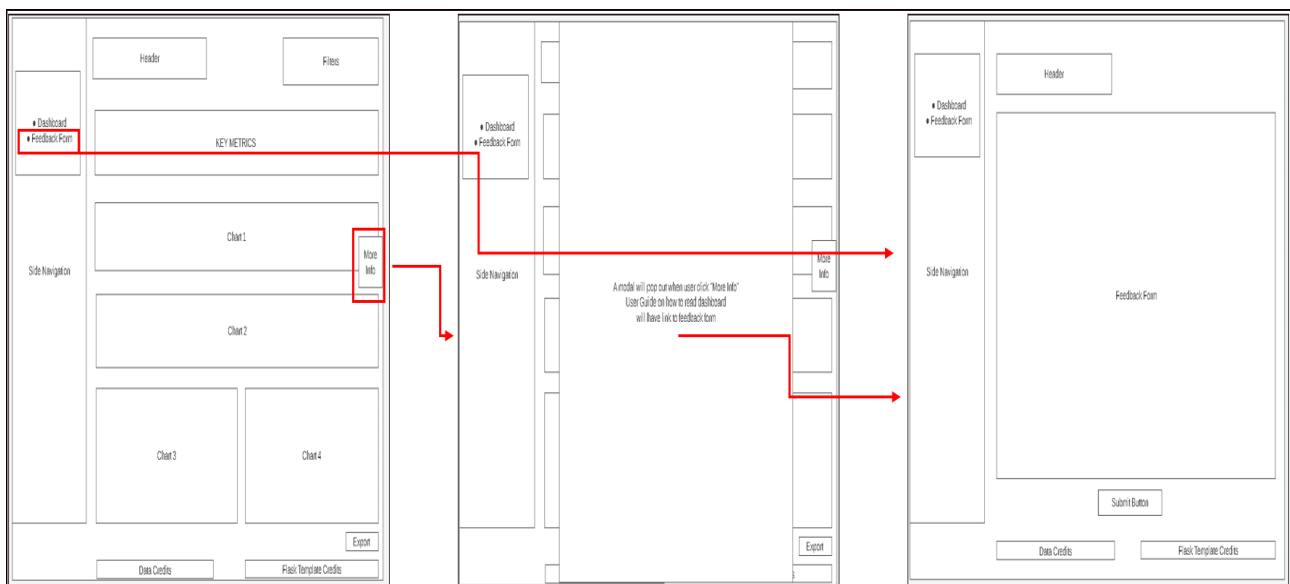 Header
Filters
• Dashboard
• Feedback Form
KEY METRICS
Chart 1
More
Info
Side Navigation
Chart 2
Chart 3
Chart 4
Export
Data Credits
Flask Template Credits
• Dashboard
• Feedback Form
More
Info
Side Navigation
A modal will pop out when user click "More Info"
User Guide on how to read dashboard
will have link to feedback form
Export
Header
• Dashboard
• Feedback Form
Side Navigation
Feedback Form
Submit Button
Data Credits
Flask Template Credits